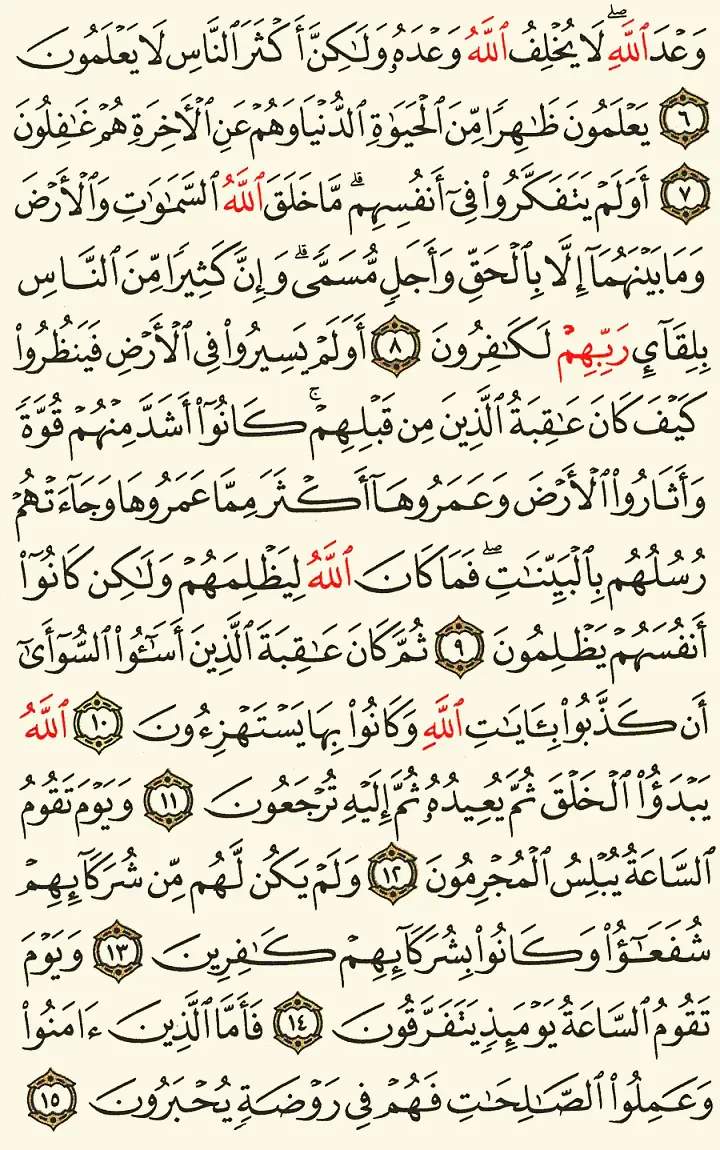 وَعْدَ ٱللَّهِ ۖ لَا يُخْلِفُ ٱللَّهُ وَعْدَهُۥ وَلَٰكِنَّ أَكْثَرَ ٱلنَّاسِ لَا يَعْلَمُونَ
٦ يَعْلَمُونَ ظَٰهِرًا مِّنَ ٱلْحَيَوٰةِ ٱلدُّنْيَا وَهُمْ عَنِ ٱلْأَخِرَةِ هُمْ غَٰفِلُونَ
٧ أَوَلَمْ يَتَفَكَّرُوا۟ فِىٓ أَنفُسِهِم ۗ مَّا خَلَقَ ٱللَّهُ ٱلسَّمَٰوَٰتِ وَٱلْأَرْضَ
وَمَا بَيْنَهُمَآ إِلَّا بِٱلْحَقِّ وَأَجَلٍ مُّسَمًّى ۗ وَإِنَّ كَثِيرًا مِّنَ ٱلنَّاسِ
بِلِقَآئِ رَبِّهِمْ لَكَٰفِرُونَ ٨ أَوَلَمْ يَسِيرُوا۟ فِى ٱلْأَرْضِ فَيَنظُرُوا۟
كَيْفَ كَانَ عَٰقِبَةُ ٱلَّذِينَ مِن قَبْلِهِمْ ۚ كَانُوٓا۟ أَشَدَّ مِنْهُمْ قُوَّةً
وَأَثَارُوا۟ ٱلْأَرْضَ وَعَمَرُوهَآ أَكْثَرَ مِمَّا عَمَرُوهَا وَجَآءَتْهُمْ
رُسُلُهُم بِٱلْبَيِّنَٰتِ ۖ فَمَا كَانَ ٱللَّهُ لِيَظْلِمَهُمْ وَلَٰكِن كَانُوٓا۟
أَنفُسَهُمْ يَظْلِمُونَ ٩ ثُمَّ كَانَ عَٰقِبَةَ ٱلَّذِينَ أَسَٰٓـُٔوا۟ ٱلسُّوٓأَىٰٓ
أَن كَذَّبُوا۟ بِـَٔايَٰتِ ٱللَّهِ وَكَانُوا۟ بِهَا يَسْتَهْزِءُونَ ١٠ ٱللَّهُ
يَبْدَؤُا۟ ٱلْخَلْقَ ثُمَّ يُعِيدُهُۥ ثُمَّ إِلَيْهِ تُرْجَعُونَ ١١ وَيَوْمَ تَقُومُ
ٱلسَّاعَةُ يُبْلِسُ ٱلْمُجْرِمُونَ ١٢ وَلَمْ يَكُن لَّهُم مِّن شُرَكَآئِهِمْ
شُفَعَٰٓؤُا۟ وَكَانُوا۟ بِشُرَكَآئِهِمْ كَٰفِرِينَ ١٣ وَيَوْمَ
تَقُومُ ٱلسَّاعَةُ يَوْمَئِذٍ يَتَفَرَّقُونَ ١٤ فَأَمَّا ٱلَّذِينَ ءَامَنُوا۟
وَعَمِلُوا۟ ٱلصَّٰلِحَٰتِ فَهُمْ فِى رَوْضَةٍ يُحْبَرُونَ ١٥